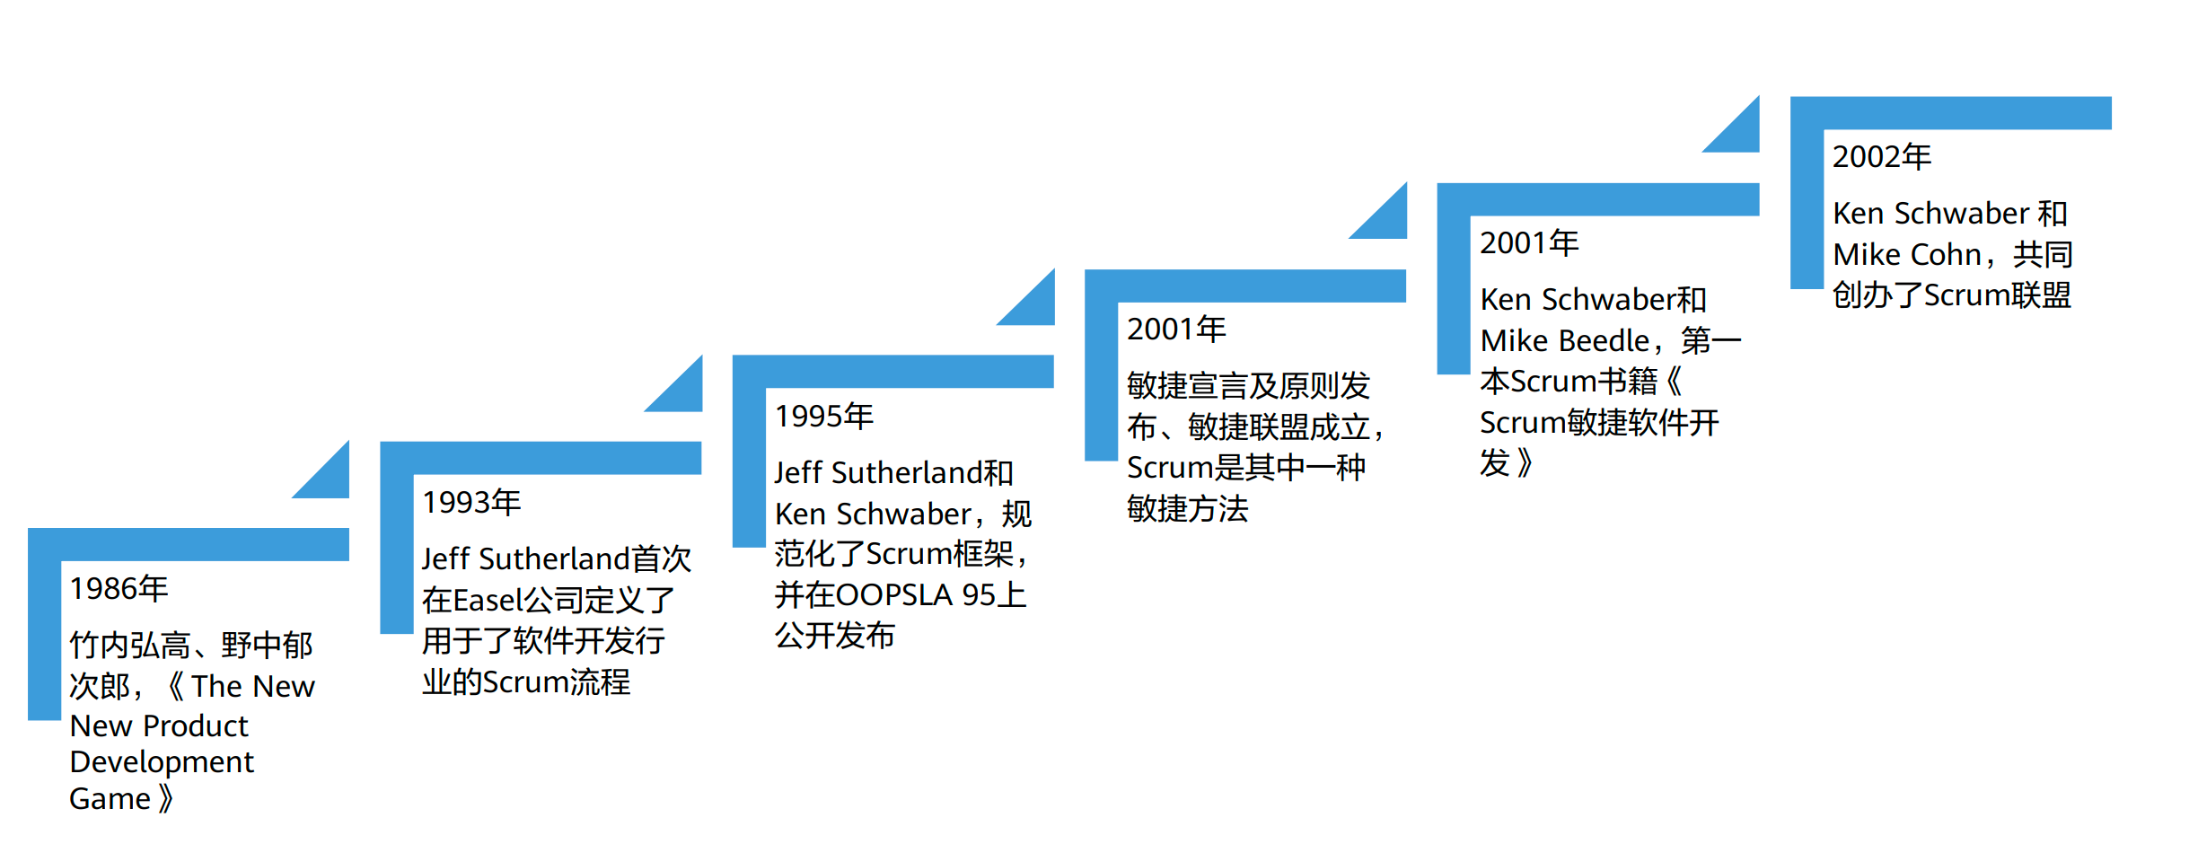 1986年
竹内弘高、野中郁
次郎，《The New
New Product
Development
Game》
1993年
Jeff Sutherland首次
在Easel公司定义了
用于了软件开发行
业的Scrum流程
1995年
Jeff Sutherland和
Ken Schwaber，规
范化了Scrum框架，
并在OOPSLA 95上
公开发布
2001年
敏捷宣言及原则发
布、敏捷联盟成立，
Scrum是其中一种
敏捷方法
2001年
Ken Schwaber和
Mike Beedle，第一
本Scrum书籍《
Scrum敏捷软件开
发》
2002年
Ken Schwaber 和
Mike Cohn，共同
创办了Scrum联盟